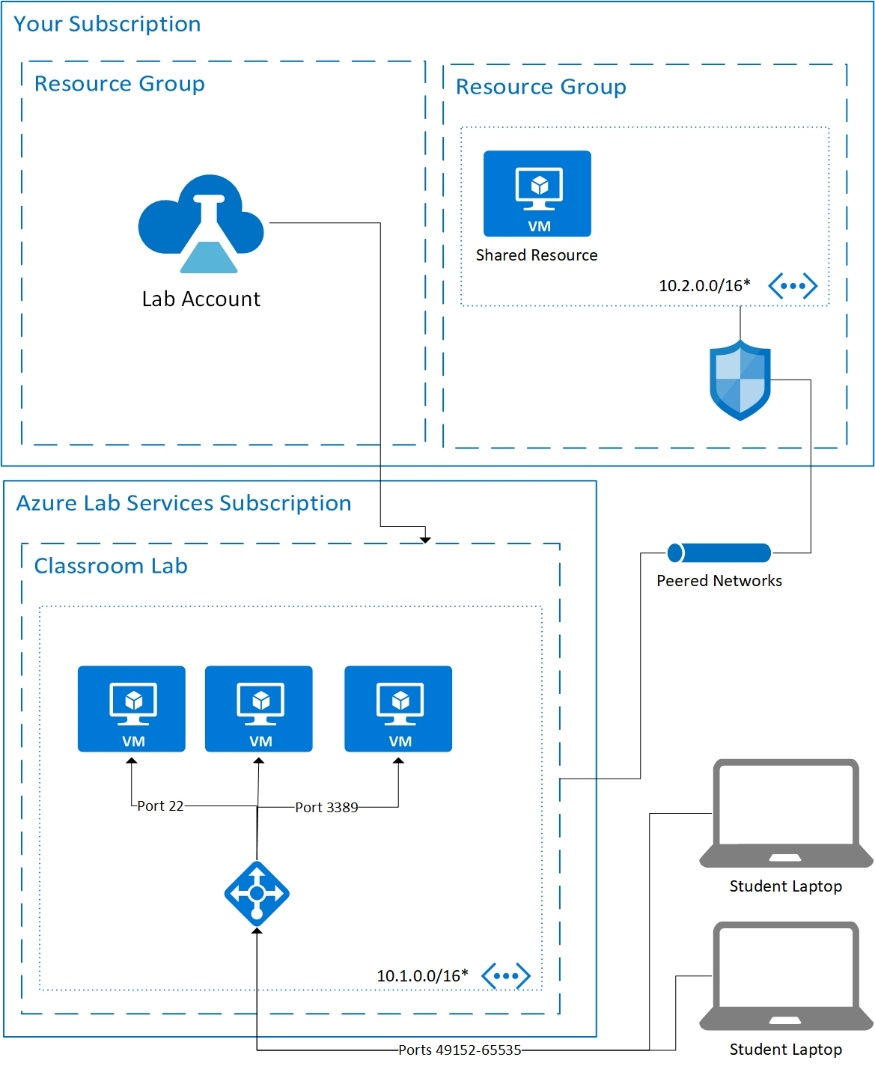 Your Subscription
Resource Group
Resource Group
VM
Shared Resource
10.2.0.0/16*
Lab Account
Azure Lab Services Subscription
Classroom Lab
Peered Networks
VM
VM
VM
Port 22
Port 3389
Student Laptop
10.1.0.0/16*
Ports 49152-65535
Student Laptop